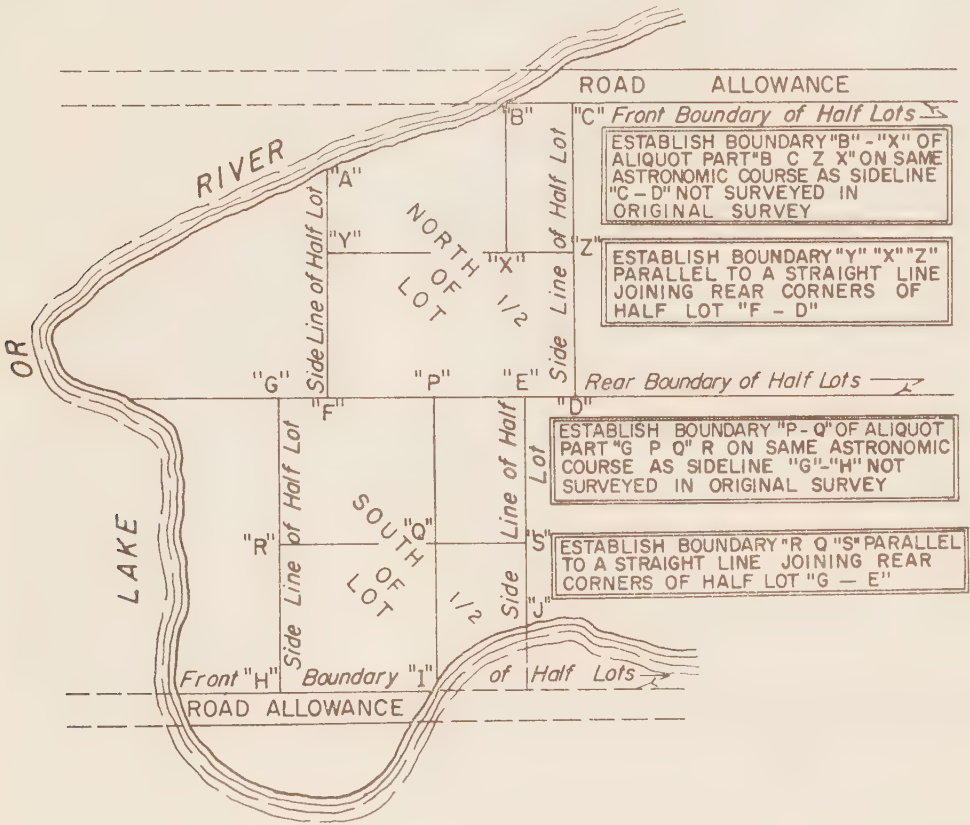 ROAD ALLOWANCE
"B"
"C" Front Boundary of Half Lots
ESTABLISH BOUNDARY "B" - "X" OF
ALIQUOT PART "B C Z X" ON SAME
ASTRONOMIC COURSE AS SIDELINE
"C - D" NOT SURVEYED IN
ORIGINAL SURVEY
RIVER
"A"
"Y"
NORTH 1/2
OF
LOT
"X"
"Z"
Side Line of Half Lot
Side Line of Half Lot
ESTABLISH BOUNDARY "Y" "X" "Z"
PARALLEL TO A STRAIGHT LINE
JOINING REAR CORNERS OF
HALF LOT "F - D"
OR
"G"
"F"
"P"
"E"
"D"
Rear Boundary of Half Lots
ESTABLISH BOUNDARY "P-Q" OF ALIQUOT
PART "G P Q" R ON SAME ASTRONOMIC
COURSE AS SIDELINE "G"-"H" NOT
SURVEYED IN ORIGINAL SURVEY
Side Line of Half Lot
Side Line of Half Lot
SOUTH 1/2
OF
LOT
"R"
"Q"
"S"
ESTABLISH BOUNDARY "R Q "S" PARALLEL
TO A STRAIGHT LINE JOINING REAR
CORNERS OF HALF LOT "G - E"
LAKE
"J"
Front "H" Boundary "I" of Half Lots
ROAD ALLOWANCE